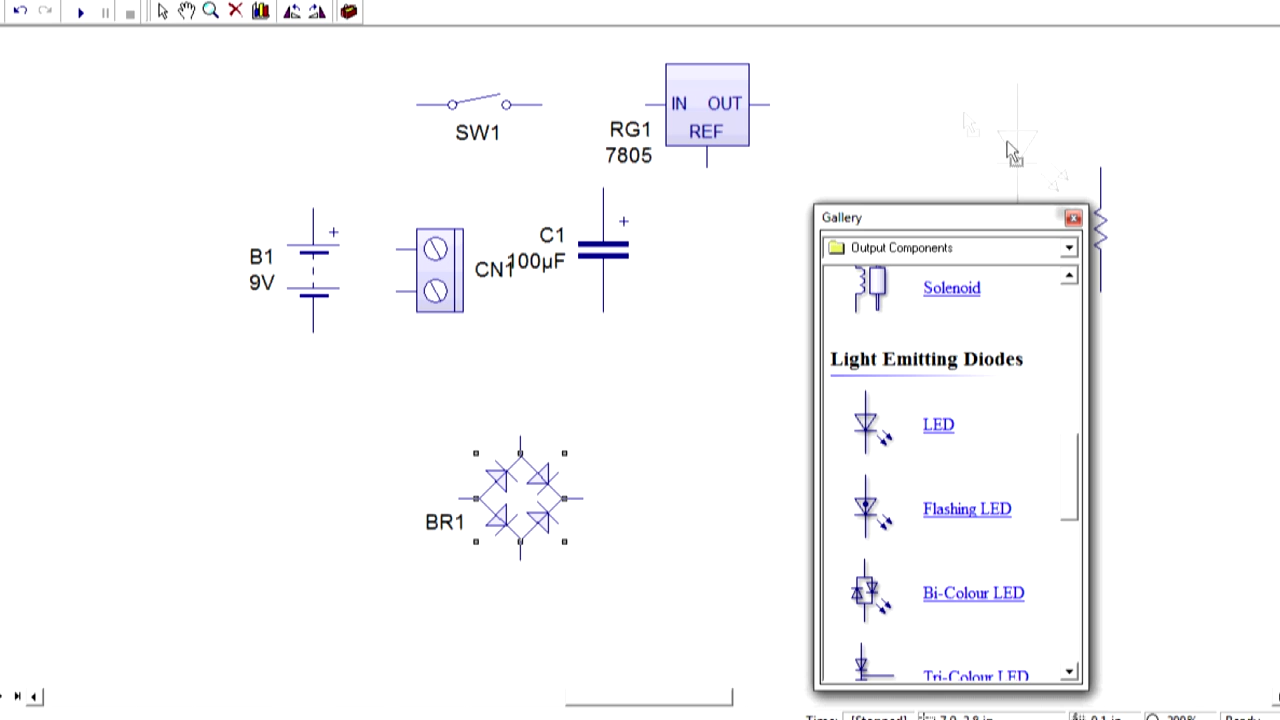 SW1
IN OUT
REF
RG1
7805
B1
9V
+
CN1
C1
100µF
+
BR1
Gallery
Output Components
Solenoid
Light Emitting Diodes
LED
Flashing LED
Bi-Colour LED
Tri-Colour LED